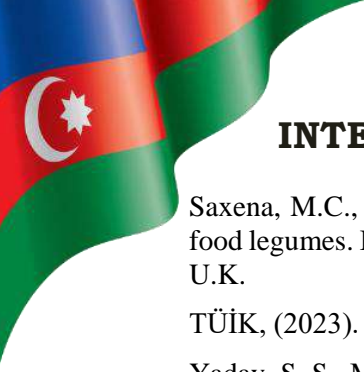 INTE
Saxena, M.C.,
food legumes.
U.K.
TÜİK, (2023).
Yadav, S. S., M